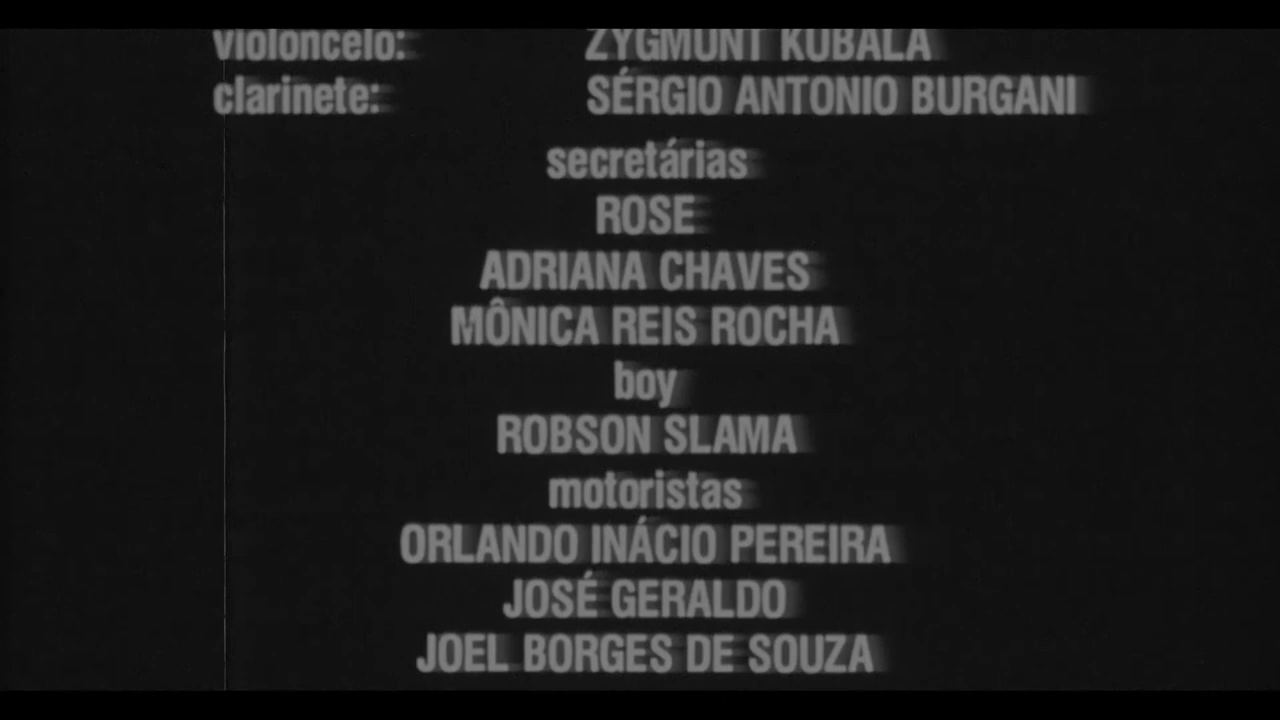 violoncelo: ZYGMUNT KUBALA
clarinete: SÉRGIO ANTONIO BURGANI
secretárias
ROSE
ADRIANA CHAVES
MÔNICA REIS ROCHA
boy
ROBSON SLAMA
motoristas
ORLANDO INÁCIO PEREIRA
JOSÉ GERALDO
JOEL BORGES DE SOUZA